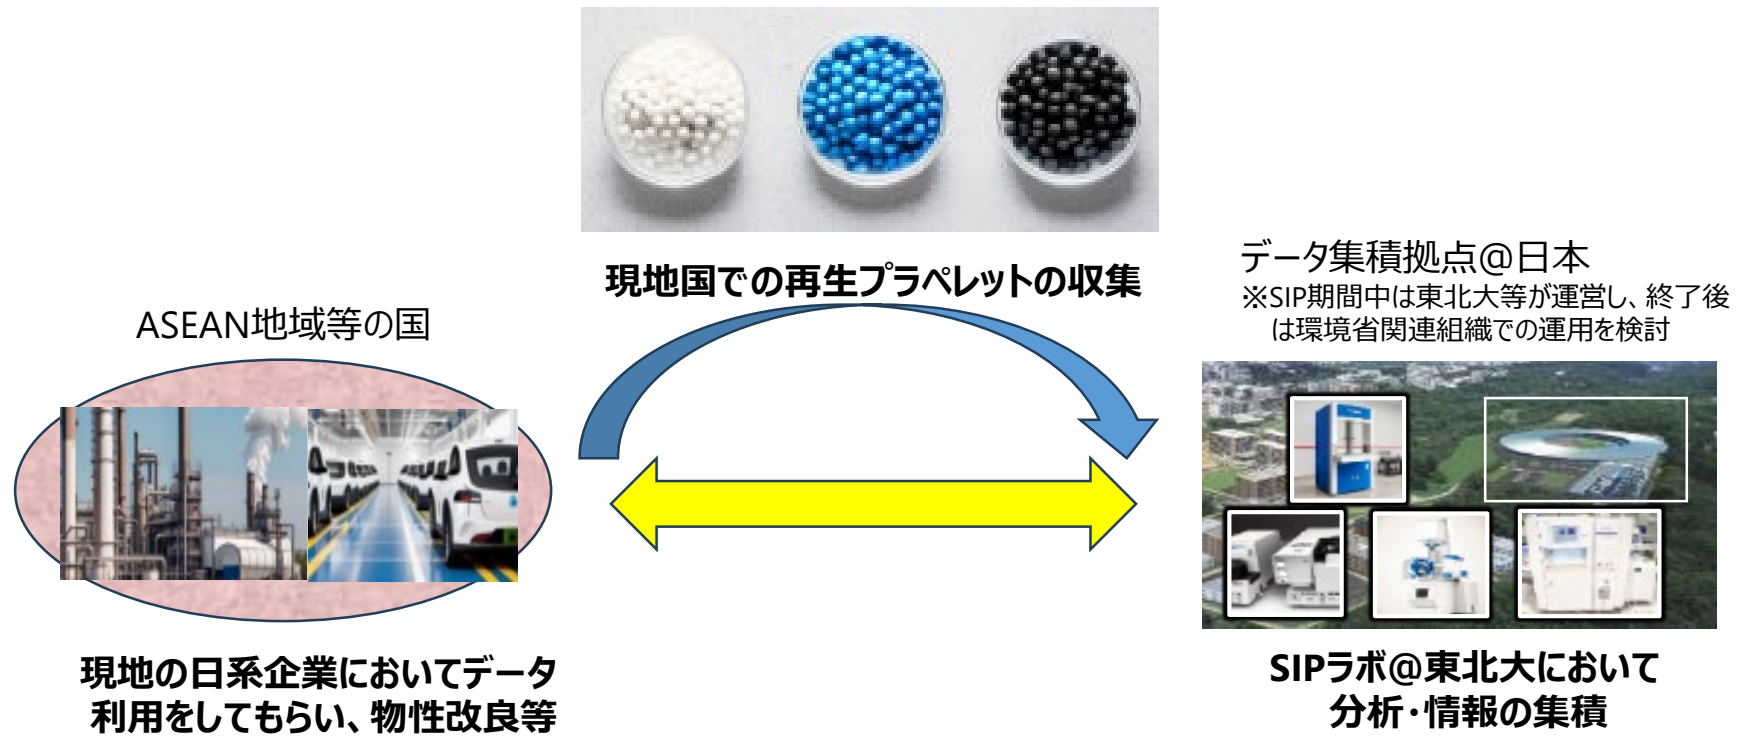 現地国での再生プラペレットの収集
データ集積拠点@日本
※SIP期間中は東北大等が運営し、終了後
は環境省関連組織での運用を検討
ASEAN地域等の国
現地の日系企業においてデータ
利用をしてもらい、物性改良等
SIPラボ@東北大において
分析・情報の集積